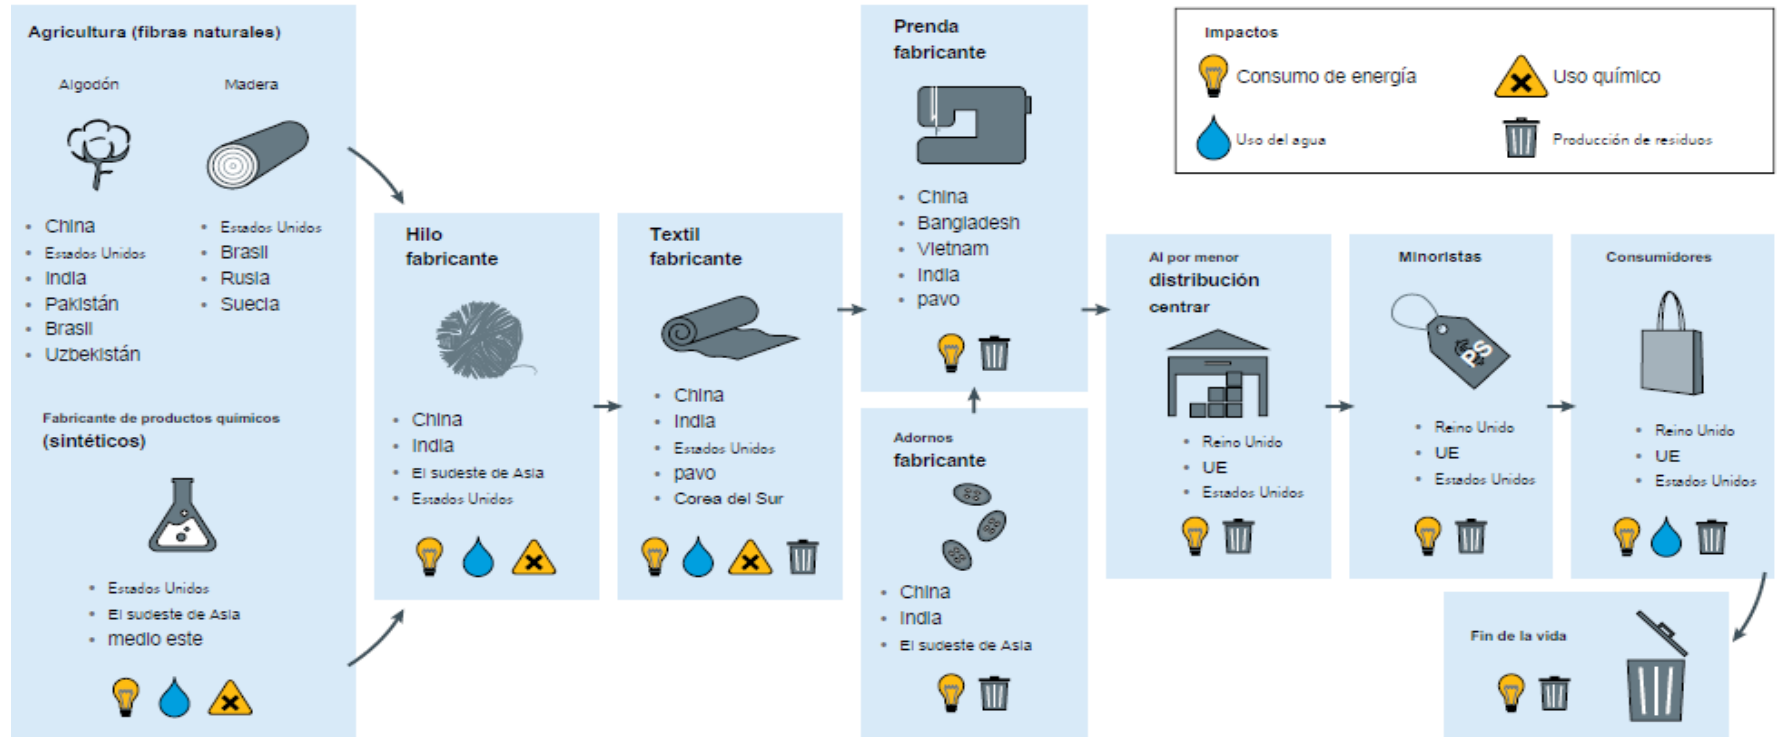 Agricultura (fibras naturales)
Algodón
Madera
• China
• Estados Unidos
• India
• Pakistán
• Brasil
• Uzbekistán
• Estados Unidos
• Brasil
• Rusia
• Suecia
Fabricante de productos químicos
(sintéticos)
• Estados Unidos
• El sudeste de Asia
• medio este
Hilo
fabricante
• China
• India
• El sudeste de Asia
• Estados Unidos
Textil
fabricante
• China
• India
• Estados Unidos
• pavo
• Corea del Sur
Prenda
fabricante
• China
• Bangladesh
• Vietnam
• India
• pavo
Adornos
fabricante
• China
• India
• El sudeste de Asia
Impactos
Consumo de energía
Uso químico
Uso del agua
Producción de residuos
Al por menor
distribución
centrar
• Reino Unido
• UE
• Estados Unidos
Minoristas
PS
• Reino Unido
• UE
• Estados Unidos
Consumidores
• Reino Unido
• UE
• Estados Unidos
Fin de la vida